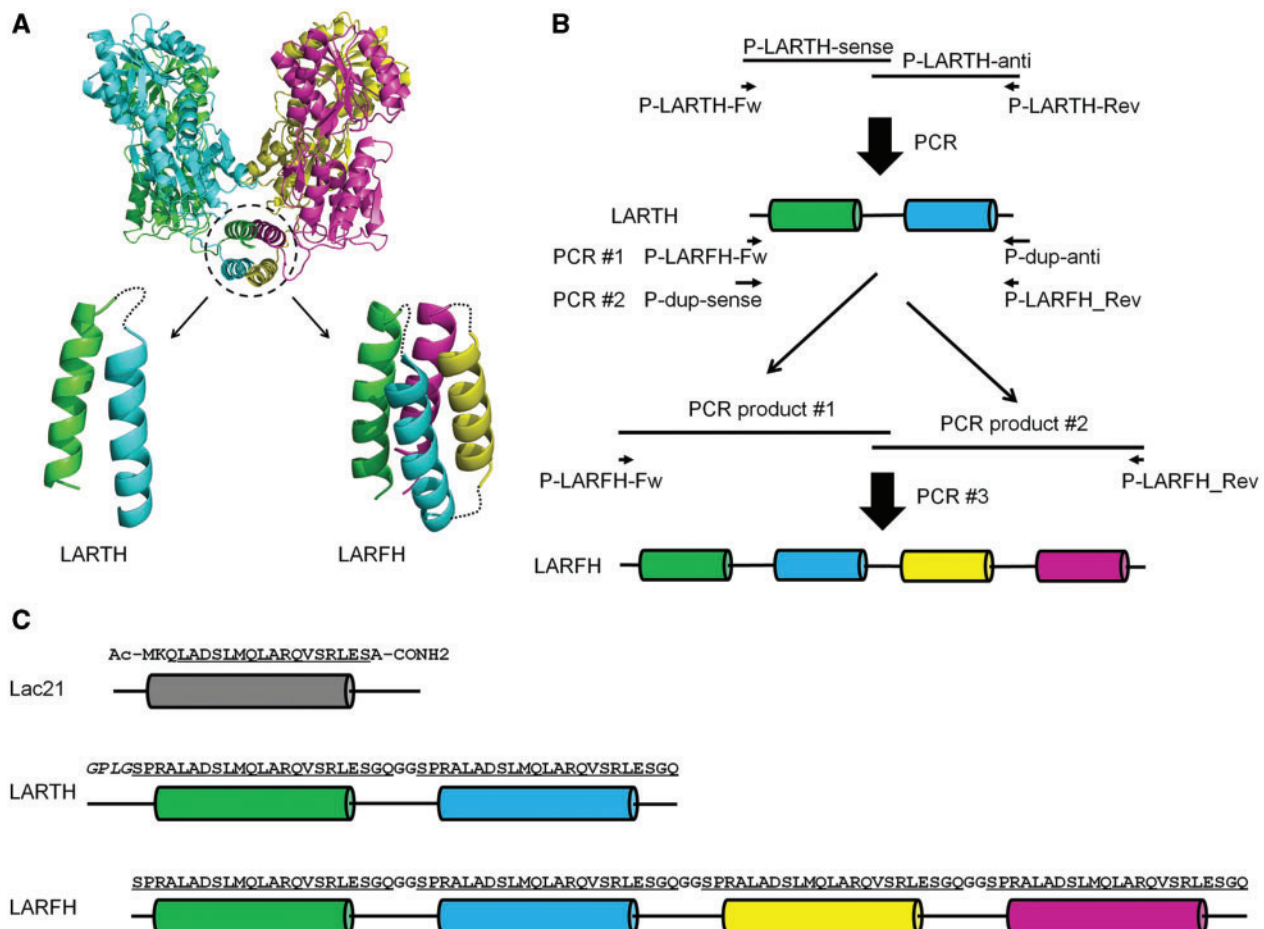 A
LARTH
LARFH
B
P-LARTH-sense
P-LARTH-anti
P-LARTH-Fw
P-LARTH-Rev
PCR
LARTH
PCR #1 P-LARFH-Fw
P-dup-anti
PCR #2 P-dup-sense
P-LARFH_Rev
PCR product #1
PCR product #2
P-LARFH-Fw
P-LARFH_Rev
PCR #3
LARFH
C
Ac-MKQLADSLMQLARQVSRLESA-CONH2
Lac21
GPLGSPRALADSLMQLARQVSRLESGQGGSPRALADSLMQLARQVSRLESGQ
LARTH
SPRALADSLMQLARQVSRLESGQGGSPRALADSLMQLARQVSRLESGQGGSPRALADSLMQLARQVSRLESGQGGSPRALADSLMQLARQVSRLESGQ
LARFH